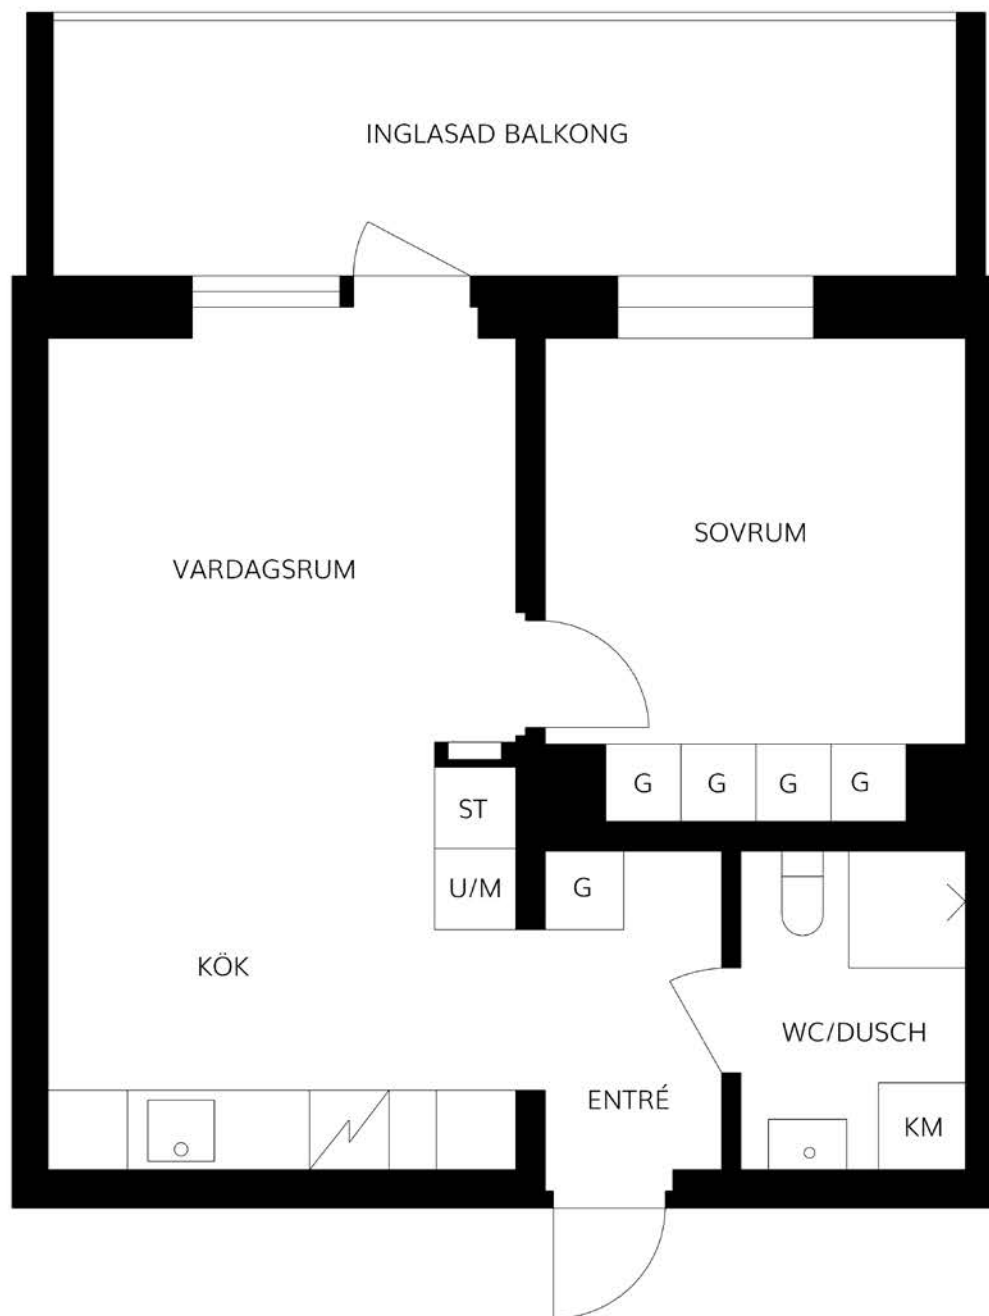 INGLASAD BALKONG
SOVRUM
VARDAGSRUM
G G G G
ST
U/M
G
KÖK
WC/DUSCH
ENTRÉ
KM